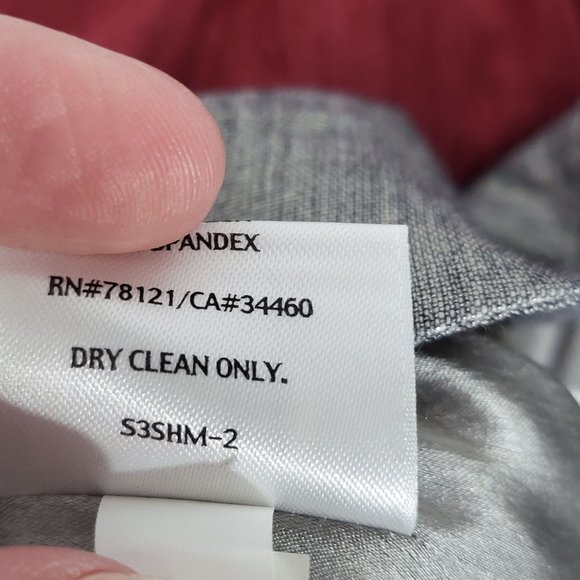 SPANDEX
RN#78121/CA#34460
DRY CLEAN ONLY.
S3SHM-2